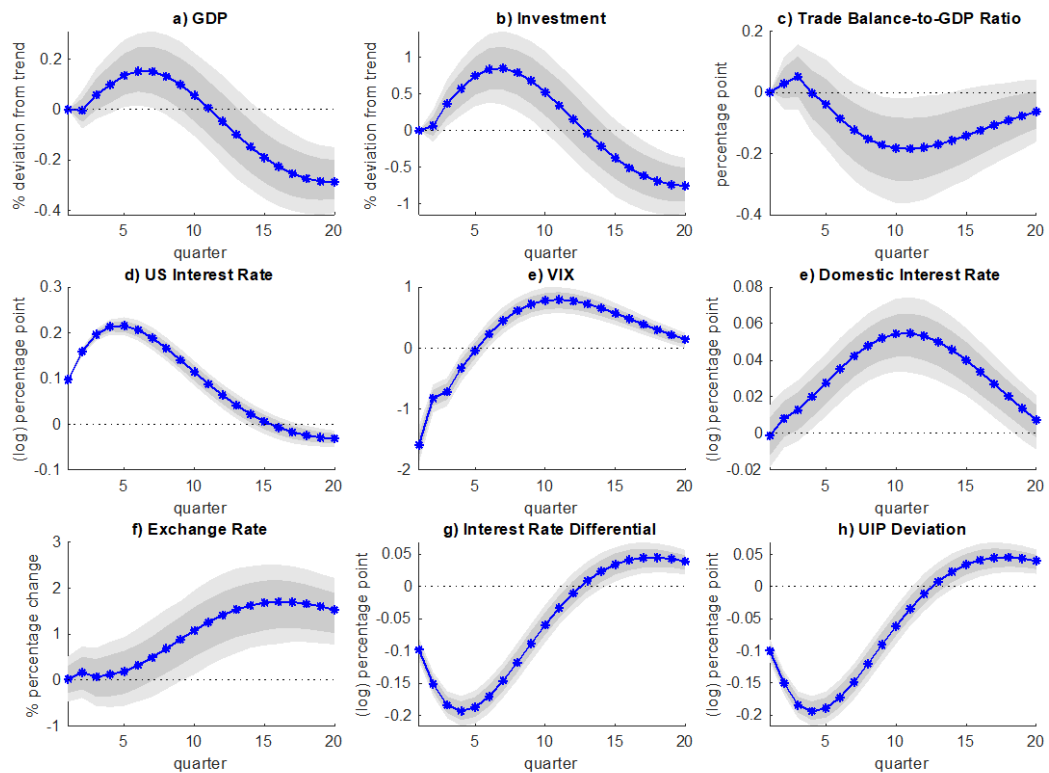 a) GDP
% deviation from trend
0.2
0
-0.2
-0.4
5 10 15 20
quarter
b) Investment
% deviation from trend
1
0.5
0
-0.5
-1
5 10 15 20
quarter
c) Trade Balance-to-GDP Ratio
percentage point
0.2
0
-0.2
-0.4
5 10 15 20
quarter
d) US Interest Rate
(log) percentage point
0.3
0.2
0.1
0
-0.1
5 10 15 20
quarter
e) VIX
(log) percentage point
2
1
0
-1
-2
5 10 15 20
quarter
e) Domestic Interest Rate
(log) percentage point
0.08
0.06
0.04
0.02
0
-0.02
5 10 15 20
quarter
f) Exchange Rate
% percentage change
3
2
1
0
-1
5 10 15 20
quarter
g) Interest Rate Differential
(log) percentage point
0.05
0
-0.05
-0.1
-0.15
-0.2
5 10 15 20
quarter
h) UIP Deviation
(log) percentage point
0.05
0
-0.05
-0.1
-0.15
-0.2
5 10 15 20
quarter